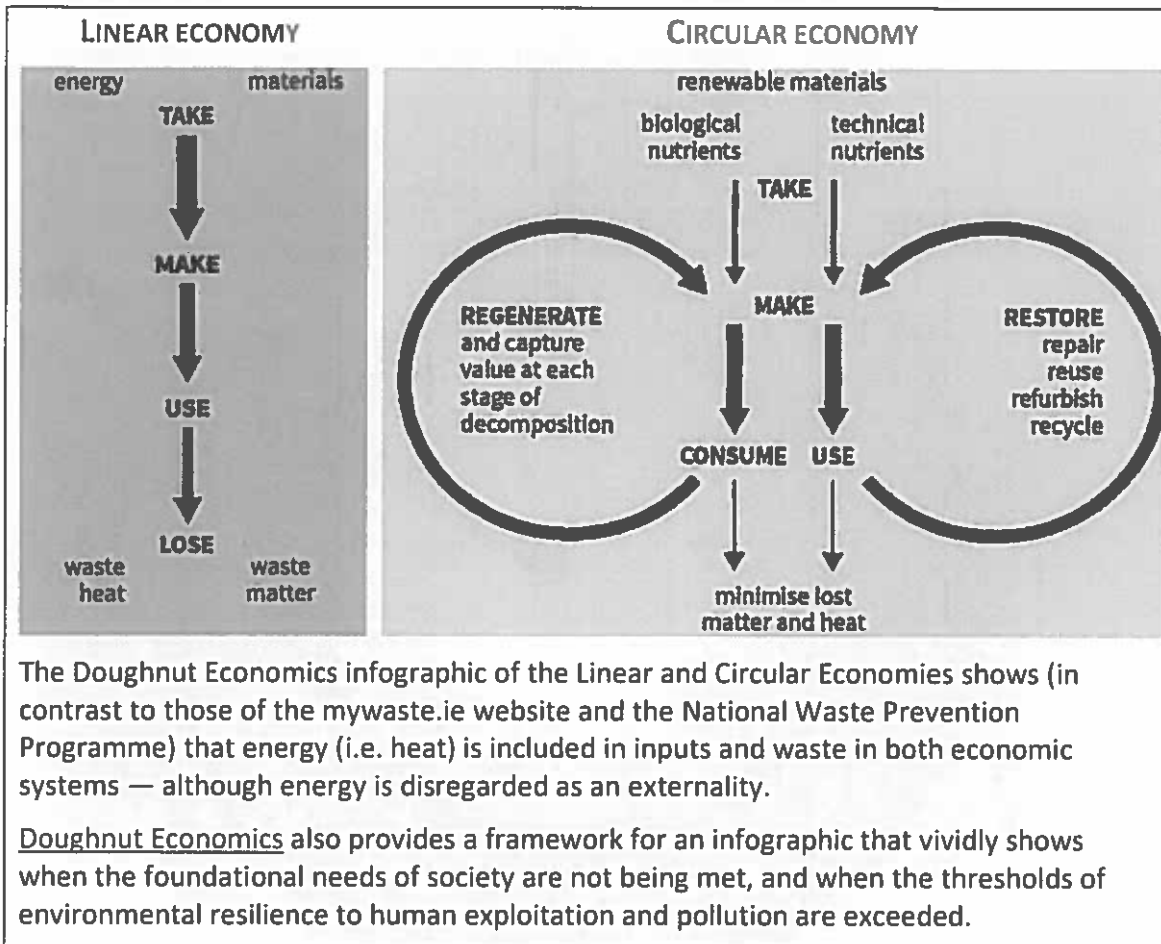 LINEAR ECONOMY
energy materials
TAKE
MAKE
USE
LOSE
waste
heat
waste
matter
CIRCULAR ECONOMY
renewable materials
biological
nutrients
technical
nutrients
TAKE
MAKE
REGENERATE
and capture
value at each
stage of
decomposition
RESTORE
repair
reuse
refurbish
recycle
CONSUME USE
minimise lost
matter and heat
The Doughnut Economics infographic of the Linear and Circular Economies shows (in
contrast to those of the mywaste.ie website and the National Waste Prevention
Programme) that energy (i.e. heat) is included in inputs and waste in both economic
systems — although energy is disregarded as an externality.
Doughnut Economics also provides a framework for an infographic that vividly shows
when the foundational needs of society are not being met, and when the thresholds of
environmental resilience to human exploitation and pollution are exceeded.